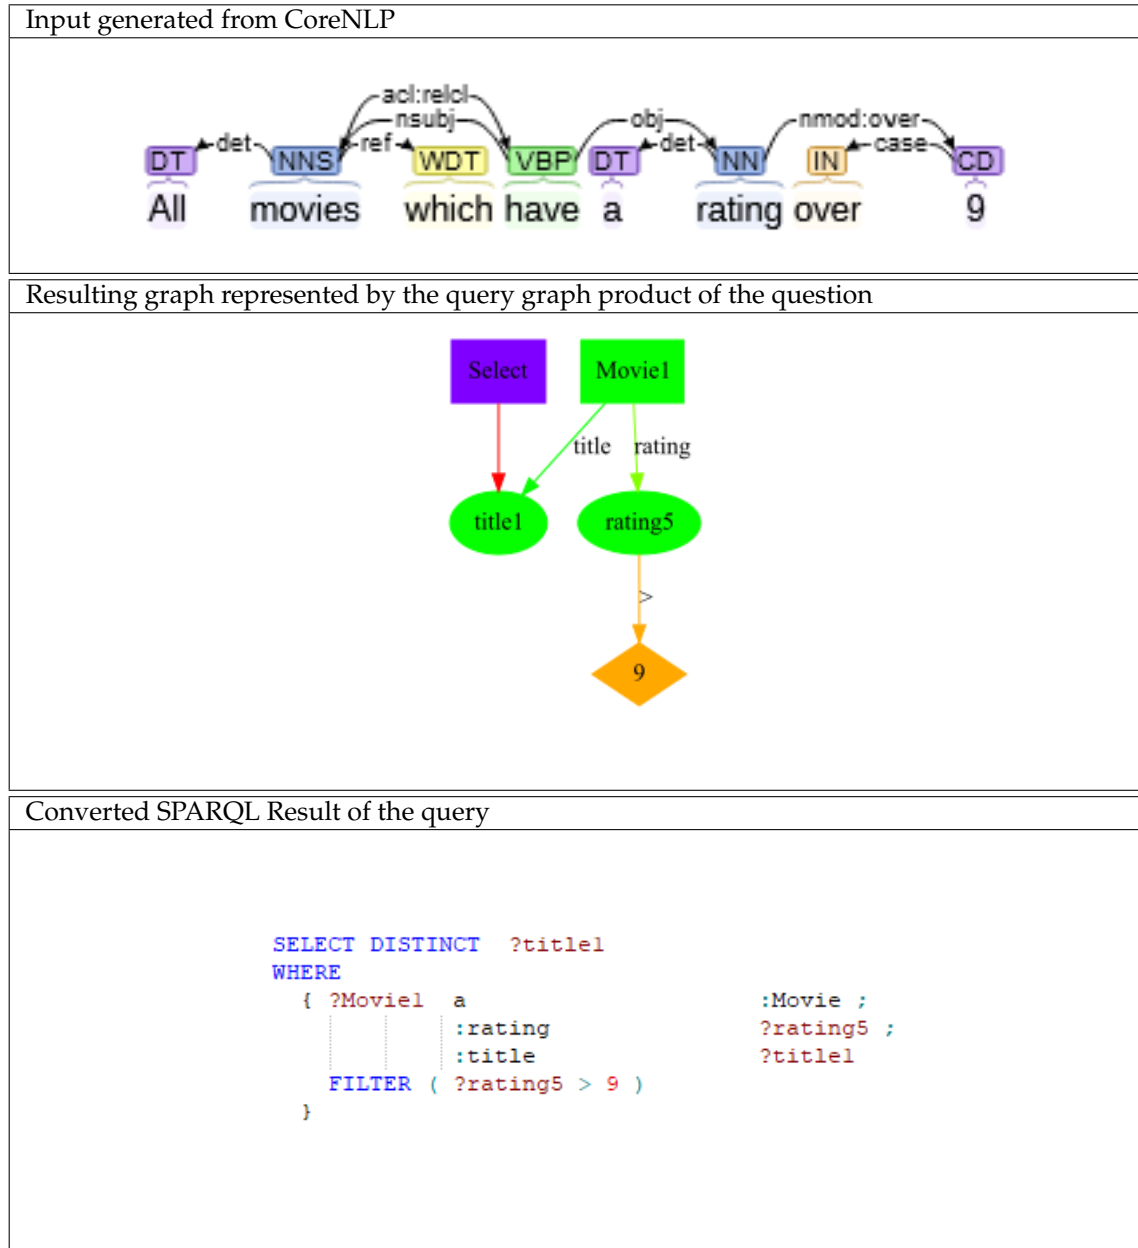 Input generated from CoreNLP
acl:relcl
nsubj obj nmod:over
det ref det case
DT NNS WDT VBP DT NN IN CD
All movies which have a rating over 9
Resulting graph represented by the query graph product of the question
Select Movie1
title rating
title1 rating5
>
9
Converted SPARQL Result of the query
SELECT DISTINCT ?title1
WHERE
{ ?Movie1 a :Movie ;
:rating ?rating5 ;
:title ?title1
FILTER ( ?rating5 > 9 )
}